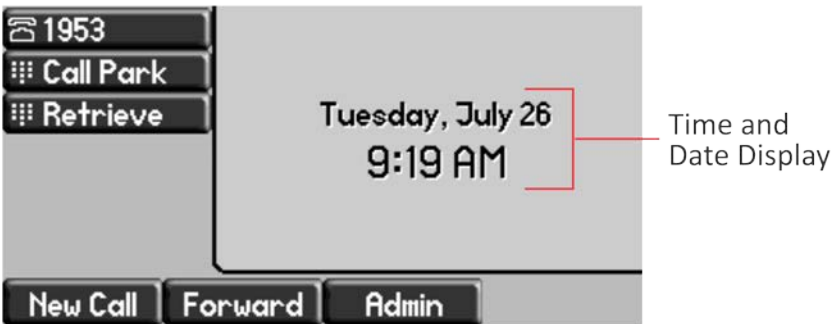 1953
Call Park
Retrieve
Tuesday, July 26
9:19 AM
Time and
Date Display
New Call
Forward
Admin